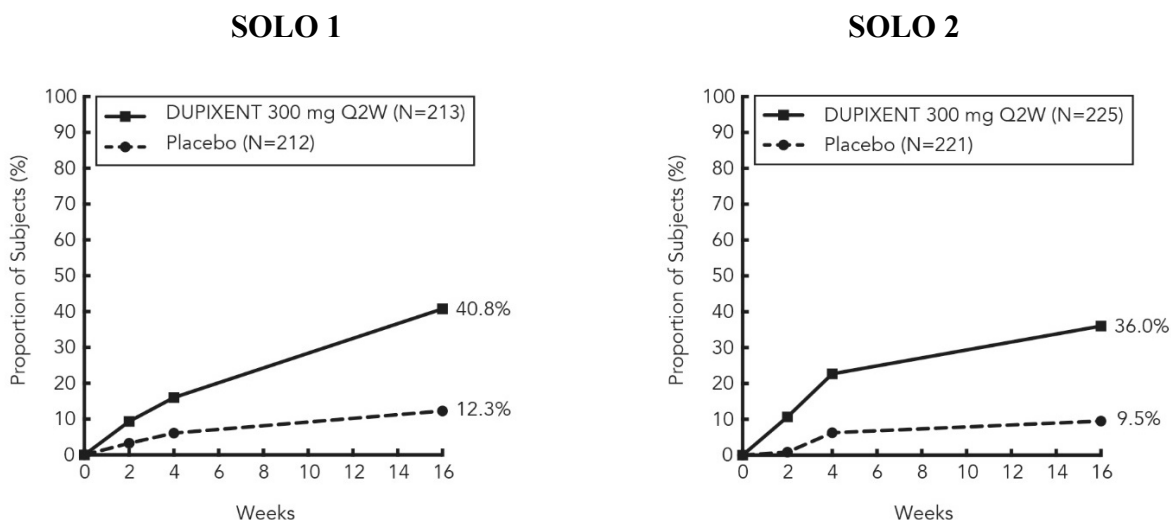 SOLO 1
100
90
80
70
60
50
40
30
20
10
0
Proportion of Subjects (%)
DUPIXENT 300 mg Q2W (N=213)
Placebo (N=212)
40.8%
12.3%
0 2 4 6 8 10 12 14 16
Weeks
SOLO 2
100
90
80
70
60
50
40
30
20
10
0
Proportion of Subjects (%)
DUPIXENT 300 mg Q2W (N=225)
Placebo (N=221)
36.0%
9.5%
0 2 4 6 8 10 12 14 16
Weeks